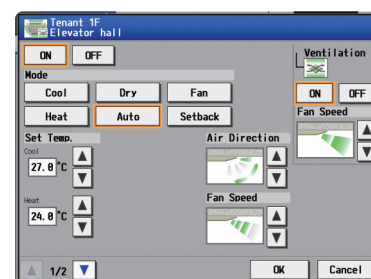 Tenant 1F
Elevator hall
ON OFF
Ventilation
Mode
Cool Dry Fan
ON OFF
Heat Auto Setback
Fan Speed
Set Temp.
Air Direction
Cool
27.0 °C
Heat
Fan Speed
24.0 °C
1/2
OK Cancel